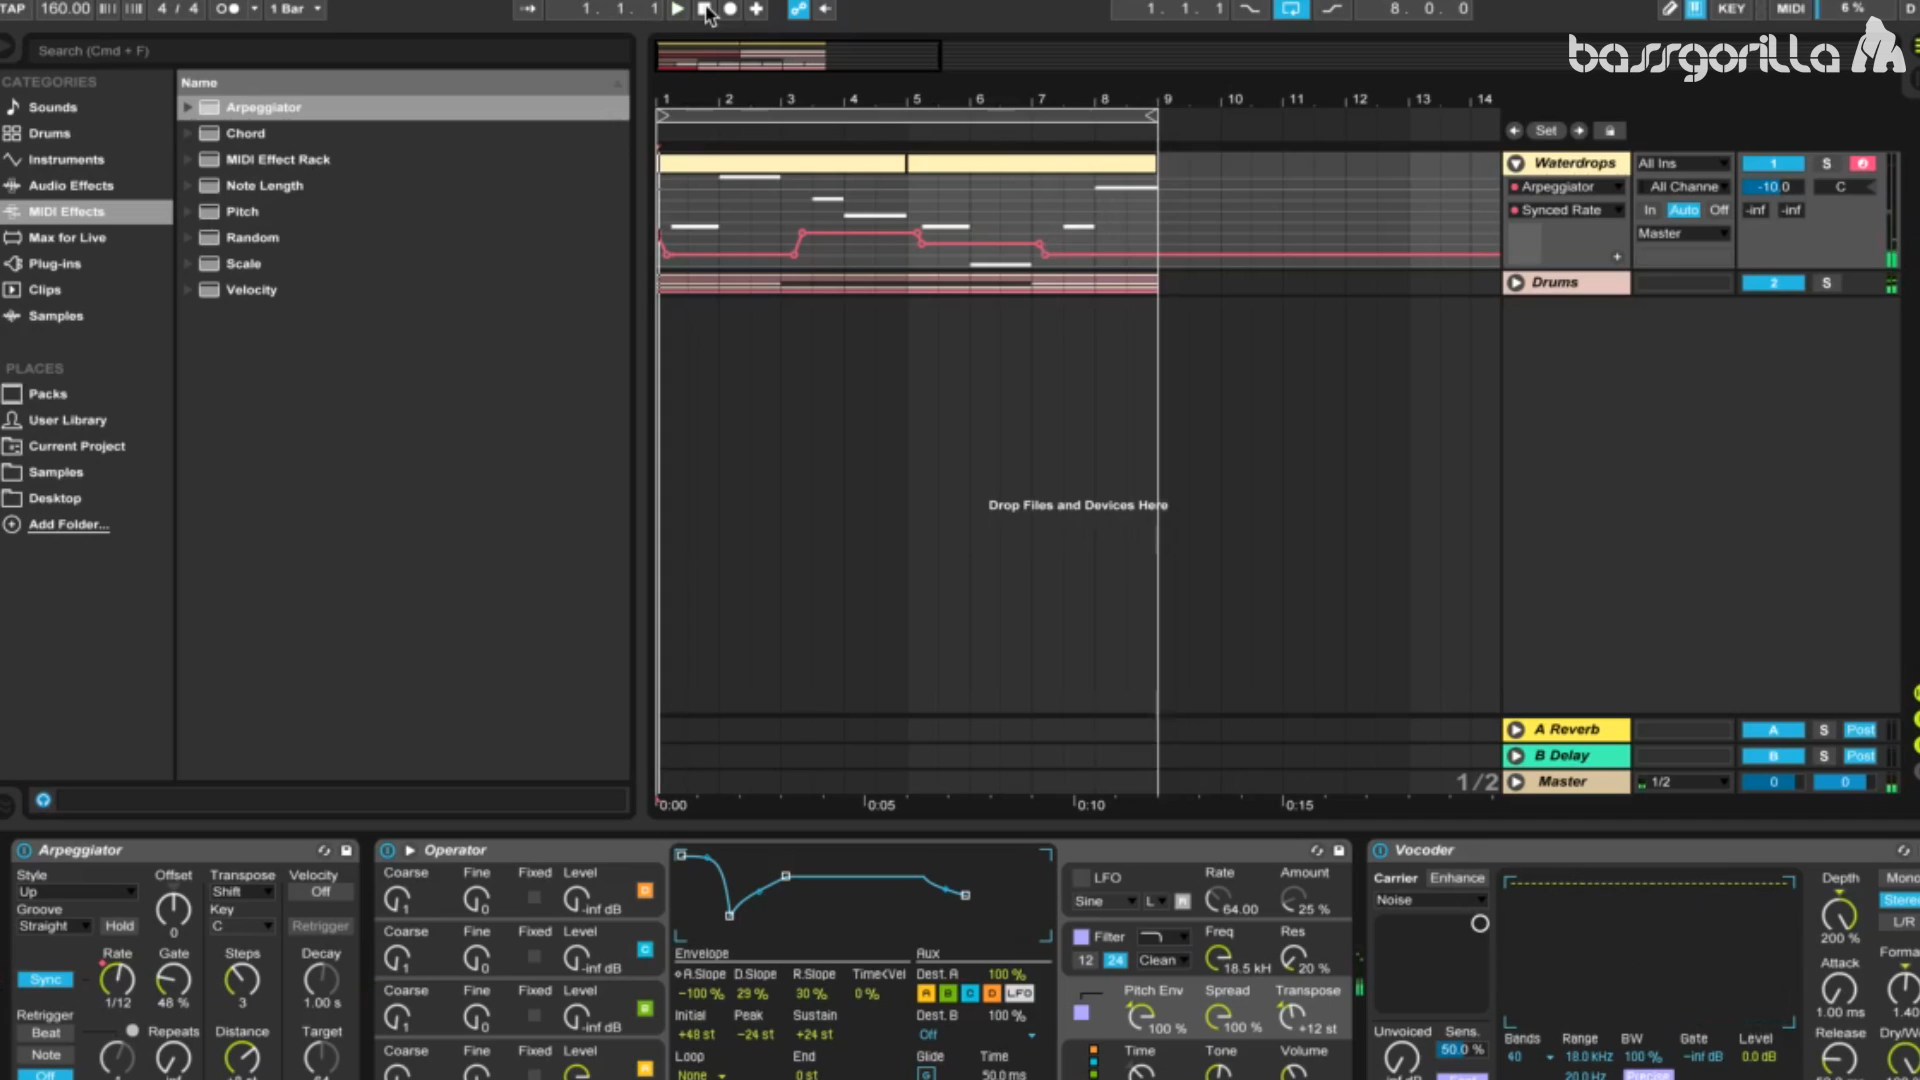 TAP 160.00 4 / 4 1 Bar 1. 1. 1 1. 1. 1 8. 0. 0 KEY MIDI 6 % D
bassgorilla
Search (Cmd + F)
CATEGORIES
Sounds
Drums
Instruments
Audio Effects
MIDI Effects
Max for Live
Plug-ins
Clips
Samples
PLACES
Packs
User Library
Current Project
Samples
Desktop
Add Folder...
Name
Arpeggiator
Chord
MIDI Effect Rack
Note Length
Pitch
Random
Scale
Velocity
1 2 3 4 5 6 7 8 9 10 11 12 13 14
Set
Waterdrops All Ins 1 S
Arpeggiator All Channe -10.0 C
Synced Rate In Auto Off -inf -inf
Master
Drums 2 S
Drop Files and Devices Here
A Reverb A S Post
B Delay B S Post
1/2 Master 1/2 0 0
0:00 0:05 0:10 0:15
Arpeggiator
Style Offset Transpose Velocity
Up Shift Off
Groove Key
Straight Hold 0 C Retrigger
Rate Gate Steps Decay
Sync
1/12 48 % 3 1.00 s
Retrigger
Beat Repeats Distance Target
Note
Off
Operator
Coarse Fine Fixed Level
1 0 -inf dB D
Coarse Fine Fixed Level
1 0 -inf dB C
Coarse Fine Fixed Level
1 0 -inf dB B
Coarse Fine Fixed Level
A
Envelope Aux
A.Slope D.Slope R.Slope Time<Vel Dest. A 100 %
-100 % 29 % 30 % 0 % A B C D LFO
Initial Peak Sustain Dest. B 100 %
+48 st -24 st +24 st Off
Loop End Glide Time
None 0 st G 50.0 ms
LFO Rate Amount
Sine L R 64.00 25 %
Filter Freq Res
12 24 Clean 18.5 kH 20 %
Pitch Env Spread Transpose
100 % 100 % +12 st
Time Tone Volume
Vocoder
Carrier Enhance Depth Mono
Noise Stereo
200 % L/R
Attack Forma
1.00 ms 1.40
Unvoiced Sens. Release Dry/W
50.0 %
Bands Range BW Gate Level
40 18.0 kHz 100 % -inf dB 0.0 dB
20.0 Hz Precise